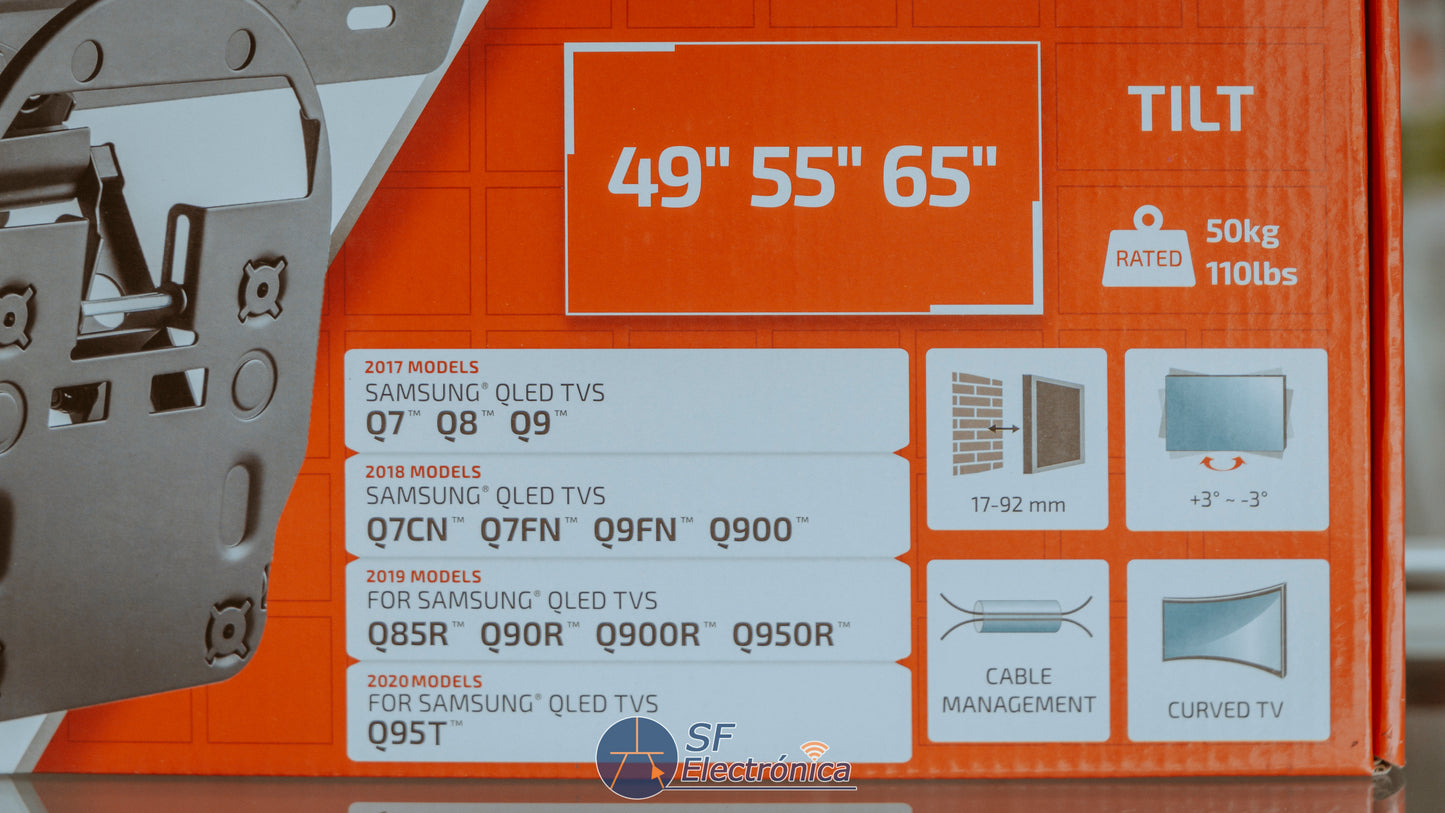 49" 55" 65"
TILT
RATED
50kg
110lbs
2017 MODELS
SAMSUNG® QLED TVS
Q7™ Q8™ Q9™
2018 MODELS
SAMSUNG® QLED TVS
Q7CN™ Q7FN™ Q9FN™ Q900™
2019 MODELS
FOR SAMSUNG® QLED TVS
Q85R™ Q90R™ Q900R™ Q950R™
2020 MODELS
FOR SAMSUNG® QLED TVS
Q95T™
17-92 mm
+3° ~ -3°
CABLE
MANAGEMENT
CURVED TV
SF
Electrónica